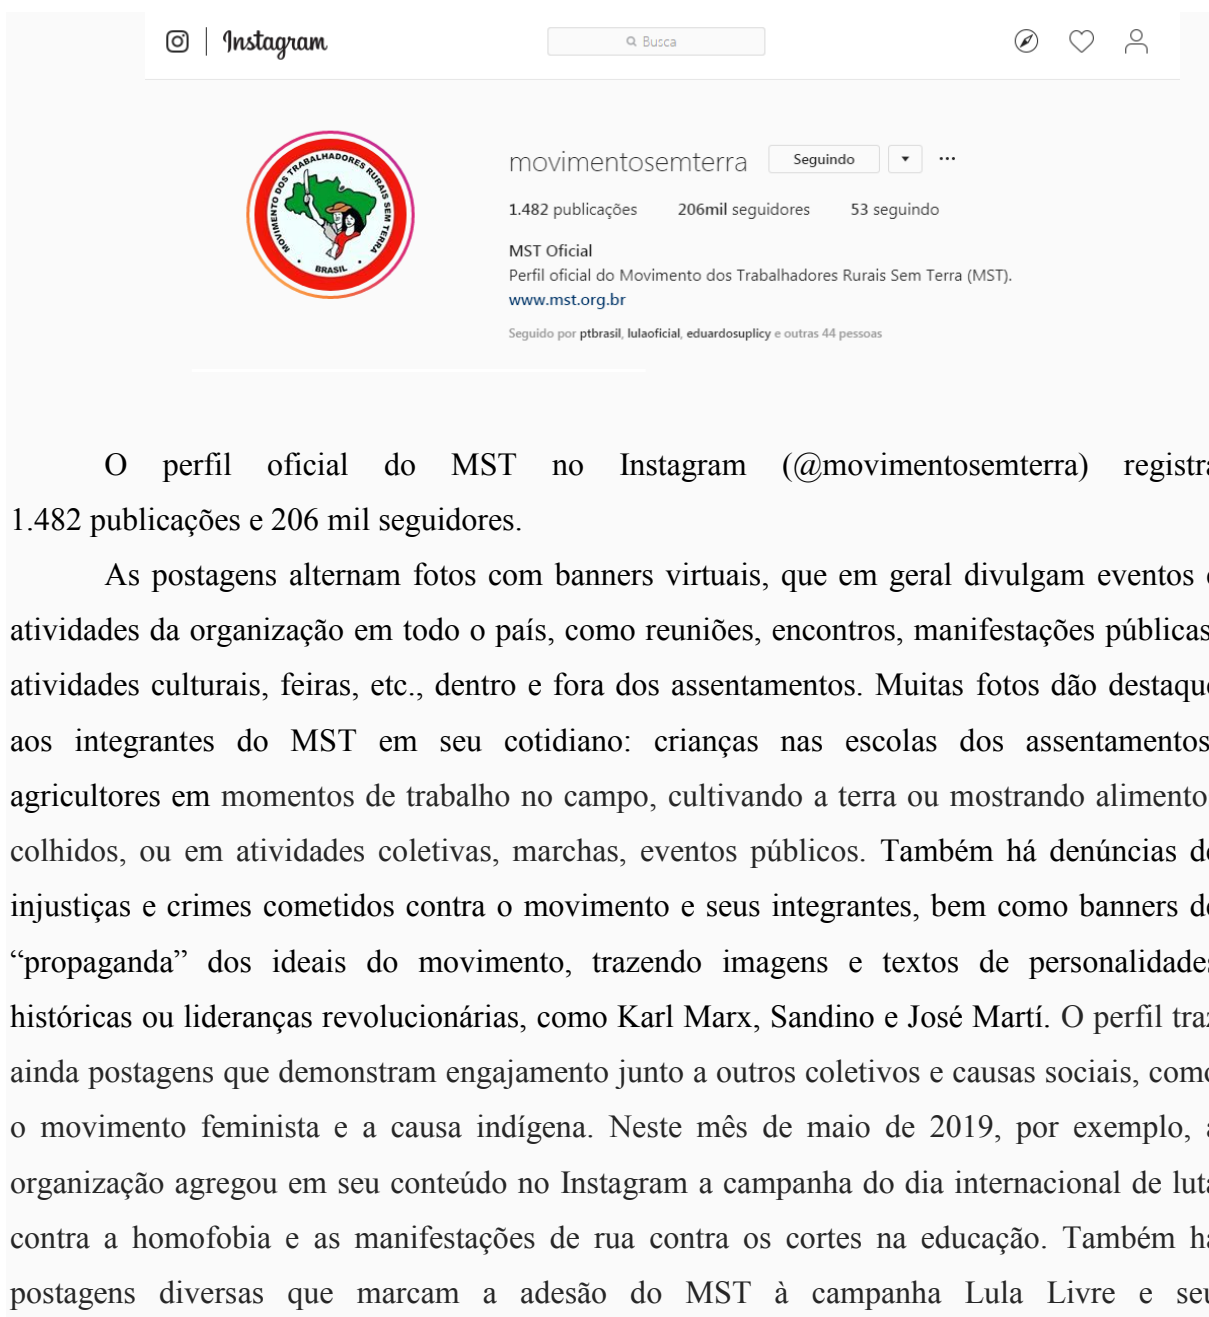 Instagram
Busca
movimentosemterra Seguindo ...
1.482 publicações 206mil seguidores 53 seguindo
MST Oficial
Perfil oficial do Movimento dos Trabalhadores Rurais Sem Terra (MST).
www.mst.org.br
Seguido por ptbrasil, lulaoficial, eduardosuplicy e outras 44 pessoas
MOVIMENTO DOS TRABALHADORES RURAIS SEM TERRA
BRASIL
O perfil oficial do MST no Instagram (@movimentosemterra) registra
1.482 publicações e 206 mil seguidores.
As postagens alternam fotos com banners virtuais, que em geral divulgam eventos e
atividades da organização em todo o país, como reuniões, encontros, manifestações públicas,
atividades culturais, feiras, etc., dentro e fora dos assentamentos. Muitas fotos dão destaque
aos integrantes do MST em seu cotidiano: crianças nas escolas dos assentamentos,
agricultores em momentos de trabalho no campo, cultivando a terra ou mostrando alimento
colhidos, ou em atividades coletivas, marchas, eventos públicos. Também há denúncias de
injustiças e crimes cometidos contra o movimento e seus integrantes, bem como banners de
“propaganda” dos ideais do movimento, trazendo imagens e textos de personalidades
históricas ou lideranças revolucionárias, como Karl Marx, Sandino e José Martí. O perfil traz
ainda postagens que demonstram engajamento junto a outros coletivos e causas sociais, como
o movimento feminista e a causa indígena. Neste mês de maio de 2019, por exemplo, a
organização agregou em seu conteúdo no Instagram a campanha do dia internacional de luta
contra a homofobia e as manifestações de rua contra os cortes na educação. Também há
postagens diversas que marcam a adesão do MST à campanha Lula Livre e seu